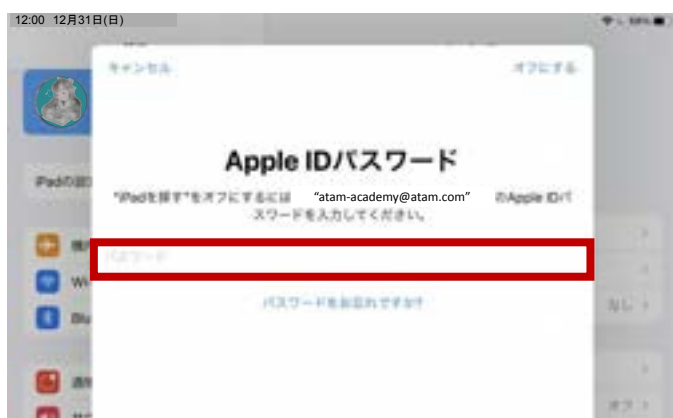 12:00 12月31日(日)
キャンセル
オフにする
Apple IDパスワード
"iPadを探す"をオフにするには "atam-academy@atam.com" のApple IDパ
スワードを入力してください。
パスワード
パスワードをお忘れですか?
なし
オフ